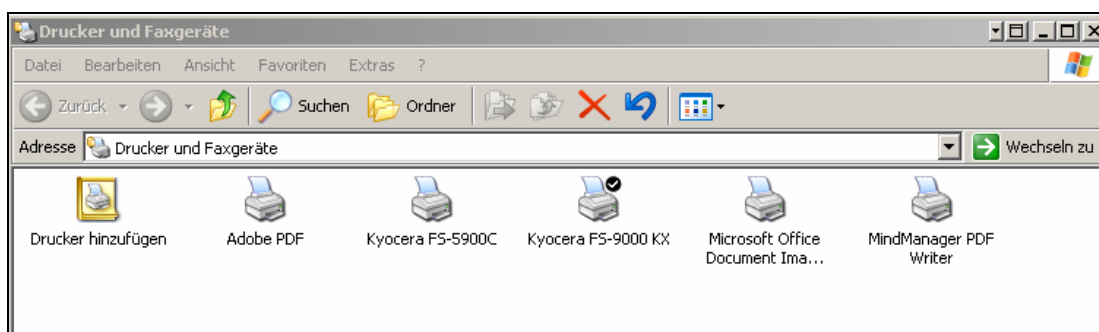 Drucker und Faxgeräte
Datei Bearbeiten Ansicht Favoriten Extras ?
Zurück Suchen Ordner
Adresse Drucker und Faxgeräte Wechseln zu
Drucker hinzufügen Adobe PDF Kyocera FS-5900C Kyocera FS-9000 KX Microsoft Office Document Ima... MindManager PDF Writer